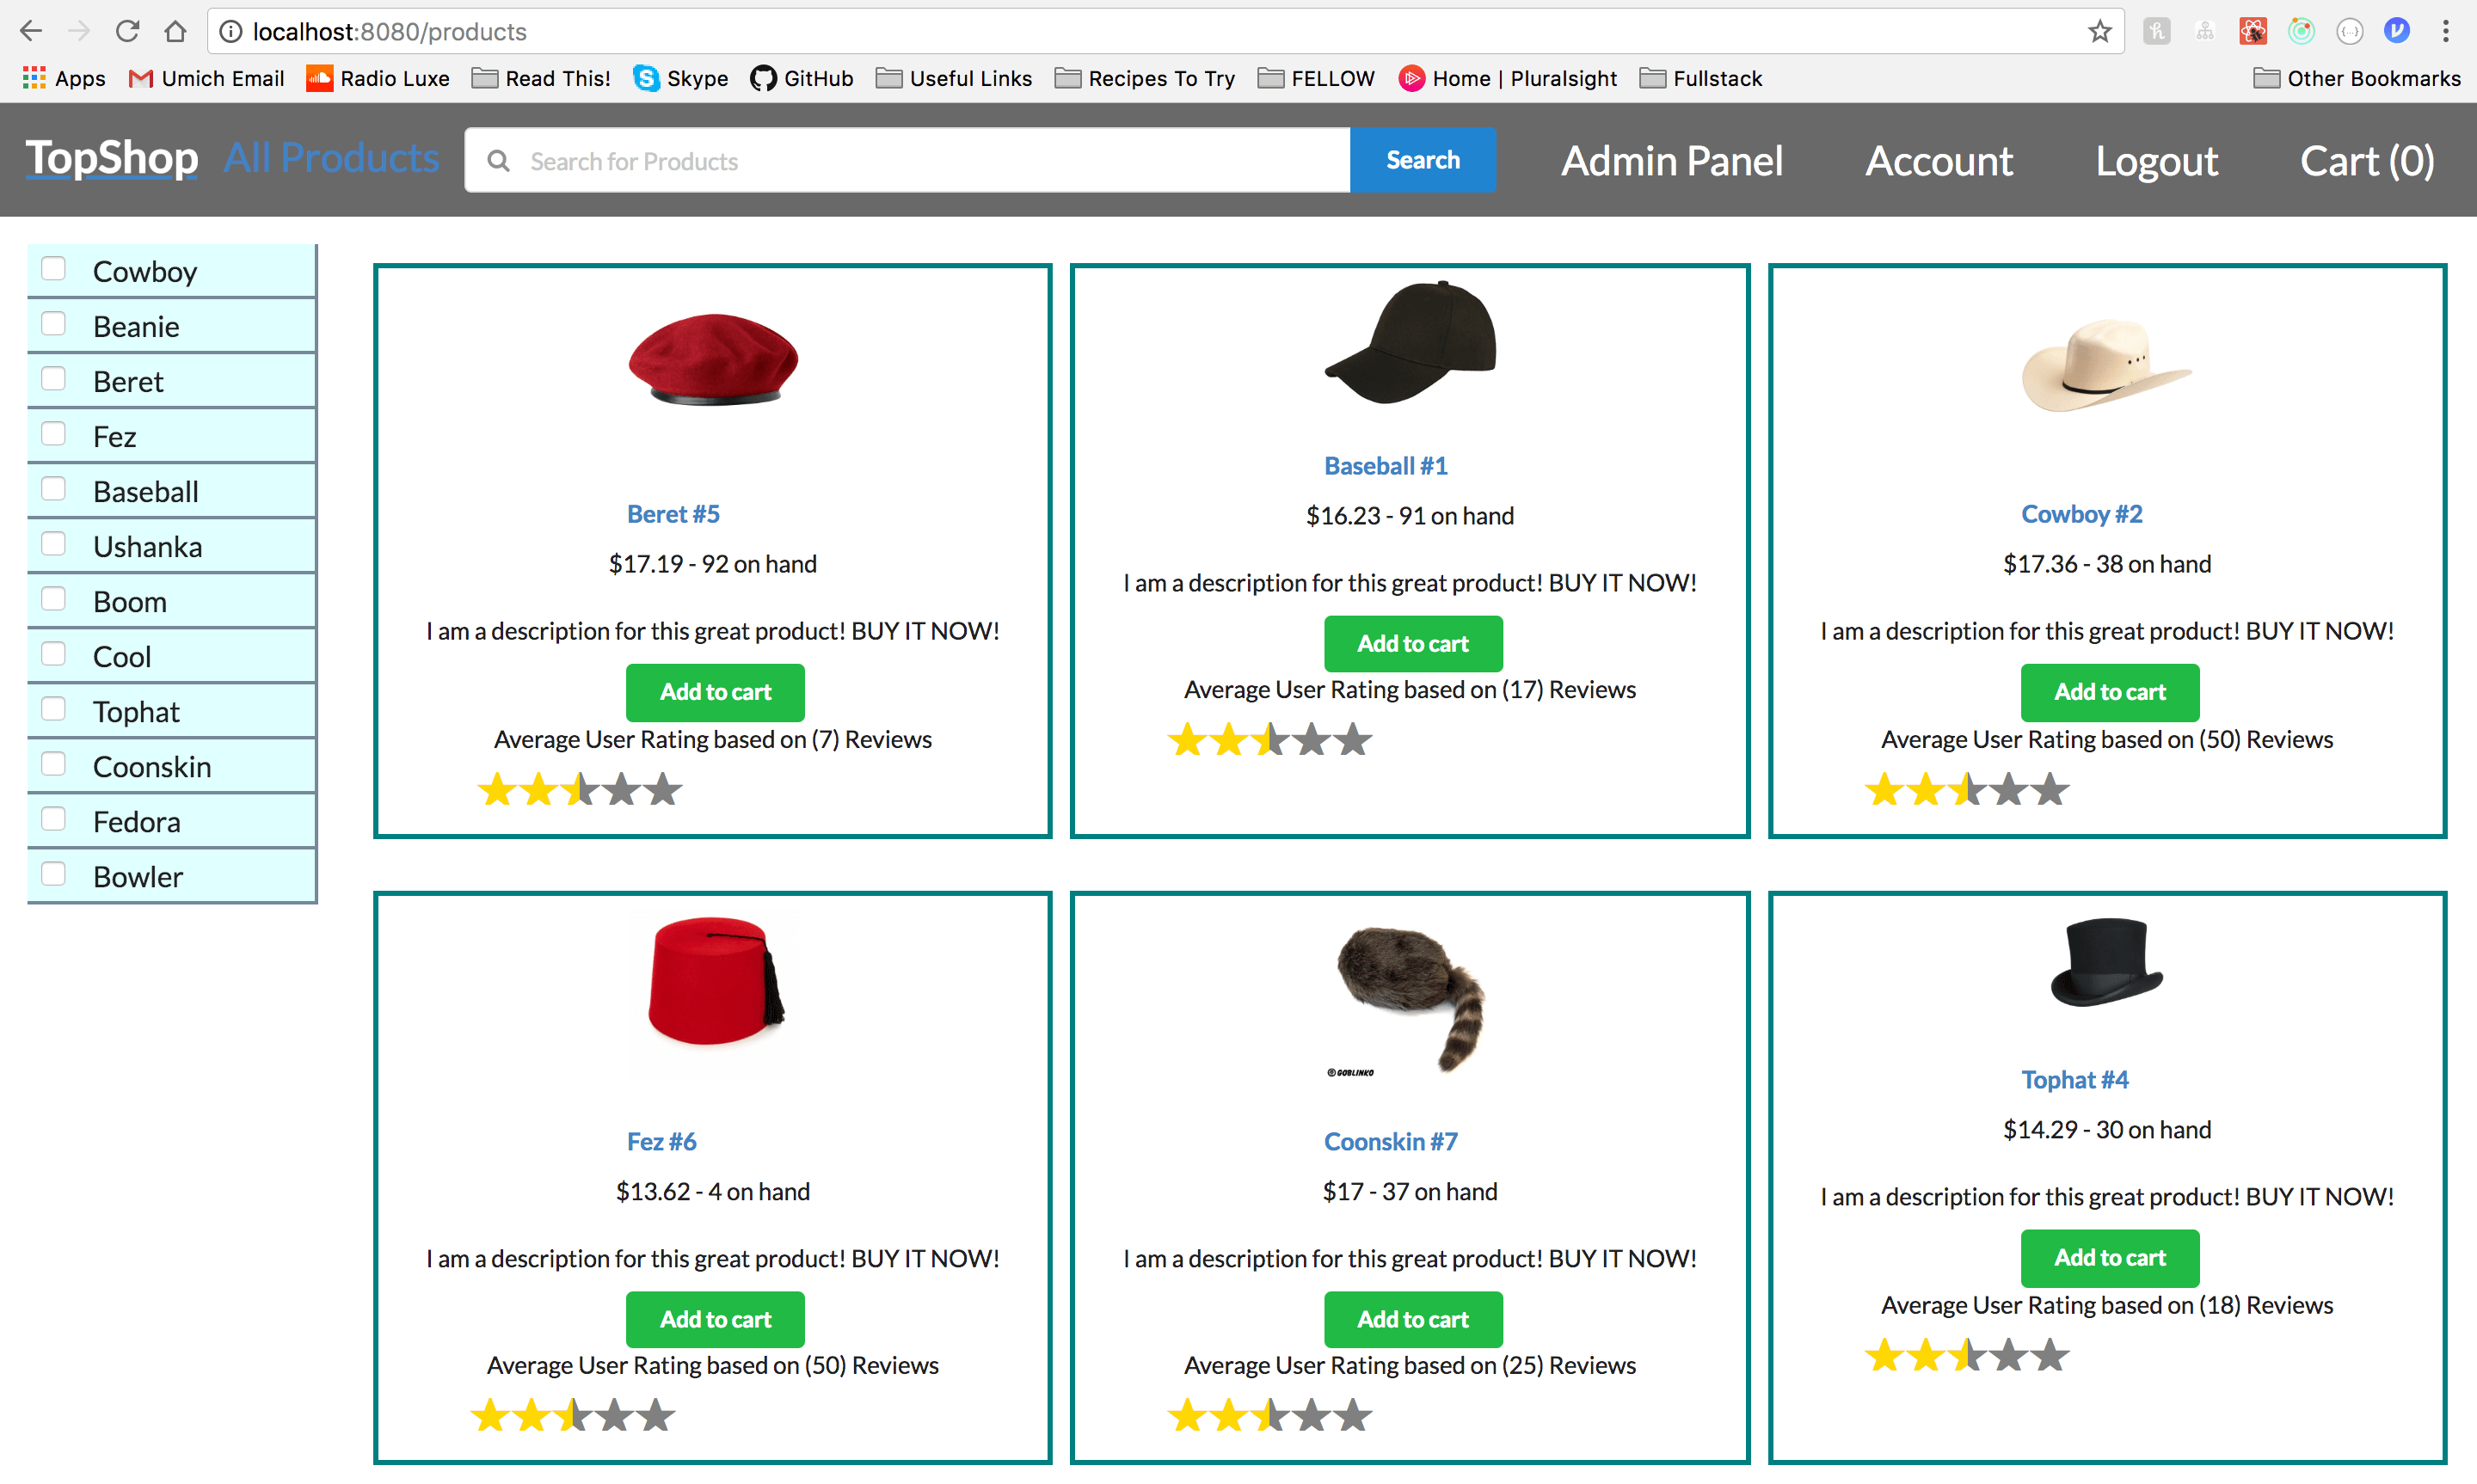 localhost:8080/products
Apps Umich Email Radio Luxe Read This! Skype GitHub Useful Links Recipes To Try FELLOW Home | Pluralsight Fullstack Other Bookmarks
TopShop All Products Search for Products Search Admin Panel Account Logout Cart (0)
Cowboy
Beanie
Beret
Fez
Baseball
Ushanka
Boom
Cool
Tophat
Coonskin
Fedora
Bowler
Beret #5
$17.19 - 92 on hand
I am a description for this great product! BUY IT NOW!
Add to cart
Average User Rating based on (7) Reviews
Baseball #1
$16.23 - 91 on hand
I am a description for this great product! BUY IT NOW!
Add to cart
Average User Rating based on (17) Reviews
Cowboy #2
$17.36 - 38 on hand
I am a description for this great product! BUY IT NOW!
Add to cart
Average User Rating based on (50) Reviews
Fez #6
$13.62 - 4 on hand
I am a description for this great product! BUY IT NOW!
Add to cart
Average User Rating based on (50) Reviews
GOBLINKO
Coonskin #7
$17 - 37 on hand
I am a description for this great product! BUY IT NOW!
Add to cart
Average User Rating based on (25) Reviews
Tophat #4
$14.29 - 30 on hand
I am a description for this great product! BUY IT NOW!
Add to cart
Average User Rating based on (18) Reviews